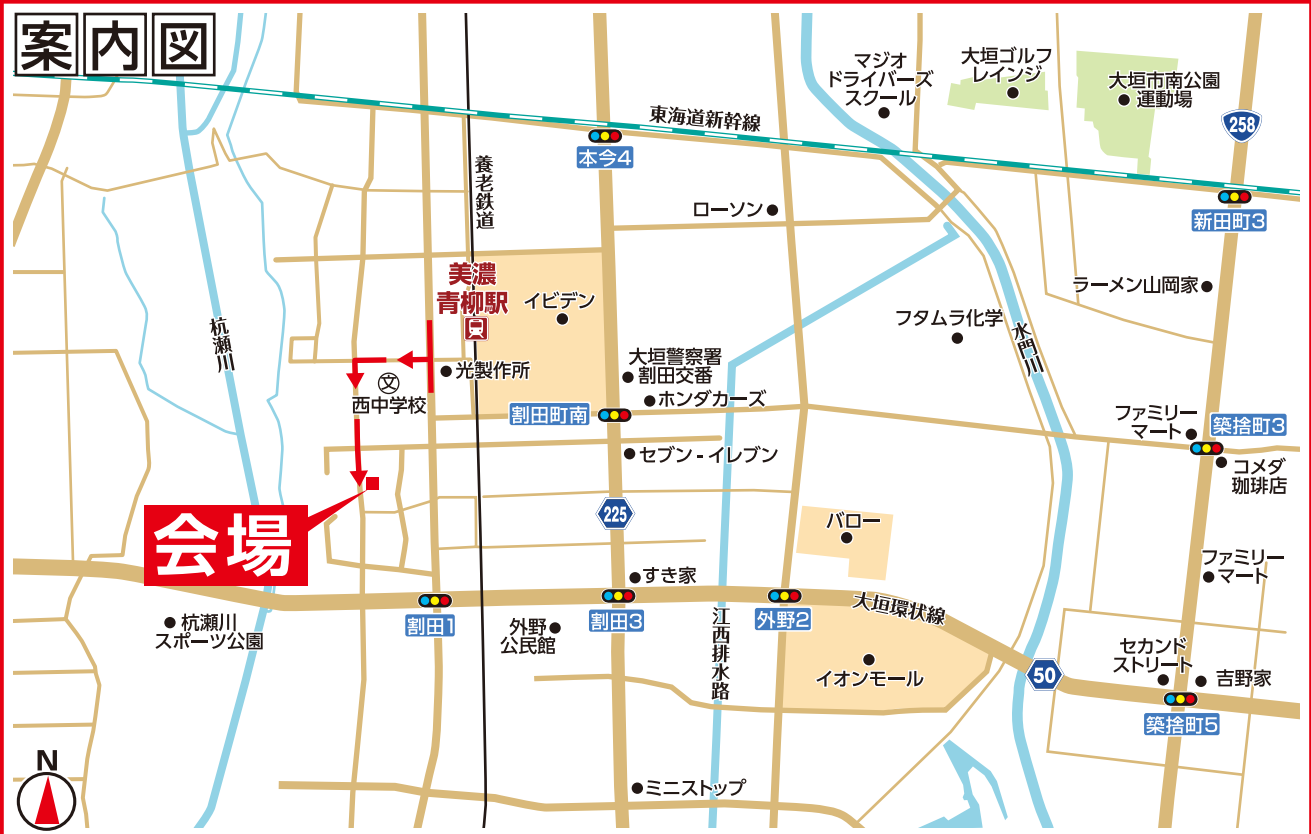 案内図
マジオ
ドライバーズ
スクール
大垣ゴルフ
レインジ
大垣市南公園
運動場
258
東海道新幹線
本今4
養老鉄道
ローソン
新田町3
美濃
青柳駅
イビデン
ラーメン山岡家
フタムラ化学
杭瀬川
水門川
大垣警察署
割田交番
光製作所
文
西中学校
ホンダカーズ
割田町南
ファミリー
マート
築捨町3
セブン-イレブン
コメダ
珈琲店
225
会場
バロー
すき家
ファミリー
マート
大垣環状線
杭瀬川
スポーツ公園
割田1
外野
公民館
割田3
江西排水路
外野2
イオンモール
50
セカンド
ストリート
吉野家
築捨町5
N
ミニストップ